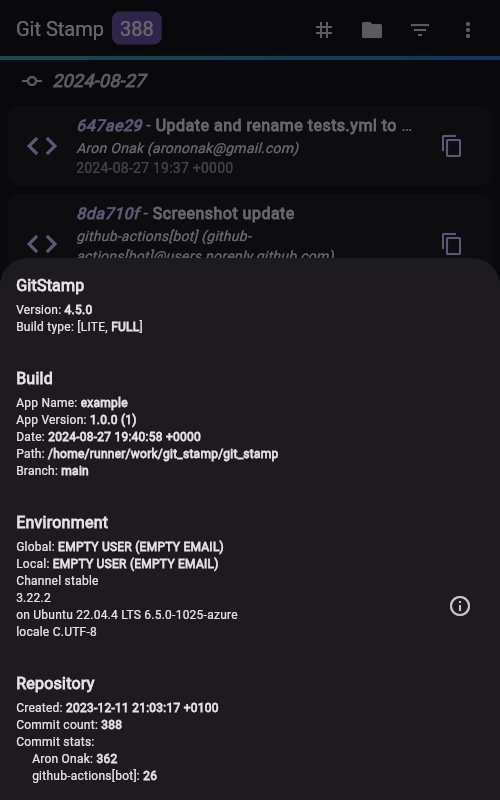 Git Stamp 388
2024-08-27
647ae29 - Update and rename tests.yml to ...
Aron Onak (arononak@gmail.com)
2024-08-27 19:37 +0000
8da710f - Screenshot update
github-actions[bot] (github-
actions[bot]@users.noreply.github.com)
GitStamp
Version: 4.5.0
Build type: [LITE, FULL]
Build
App Name: example
App Version: 1.0.0 (1)
Date: 2024-08-27 19:40:58 +0000
Path: /home/runner/work/git_stamp/git_stamp
Branch: main
Environment
Global: EMPTY USER (EMPTY EMAIL)
Local: EMPTY USER (EMPTY EMAIL)
Channel stable
3.22.2
on Ubuntu 22.04.4 LTS 6.5.0-1025-azure
locale C.UTF-8
Repository
Created: 2023-12-11 21:03:17 +0100
Commit count: 388
Commit stats:
Aron Onak: 362
github-actions[bot]: 26